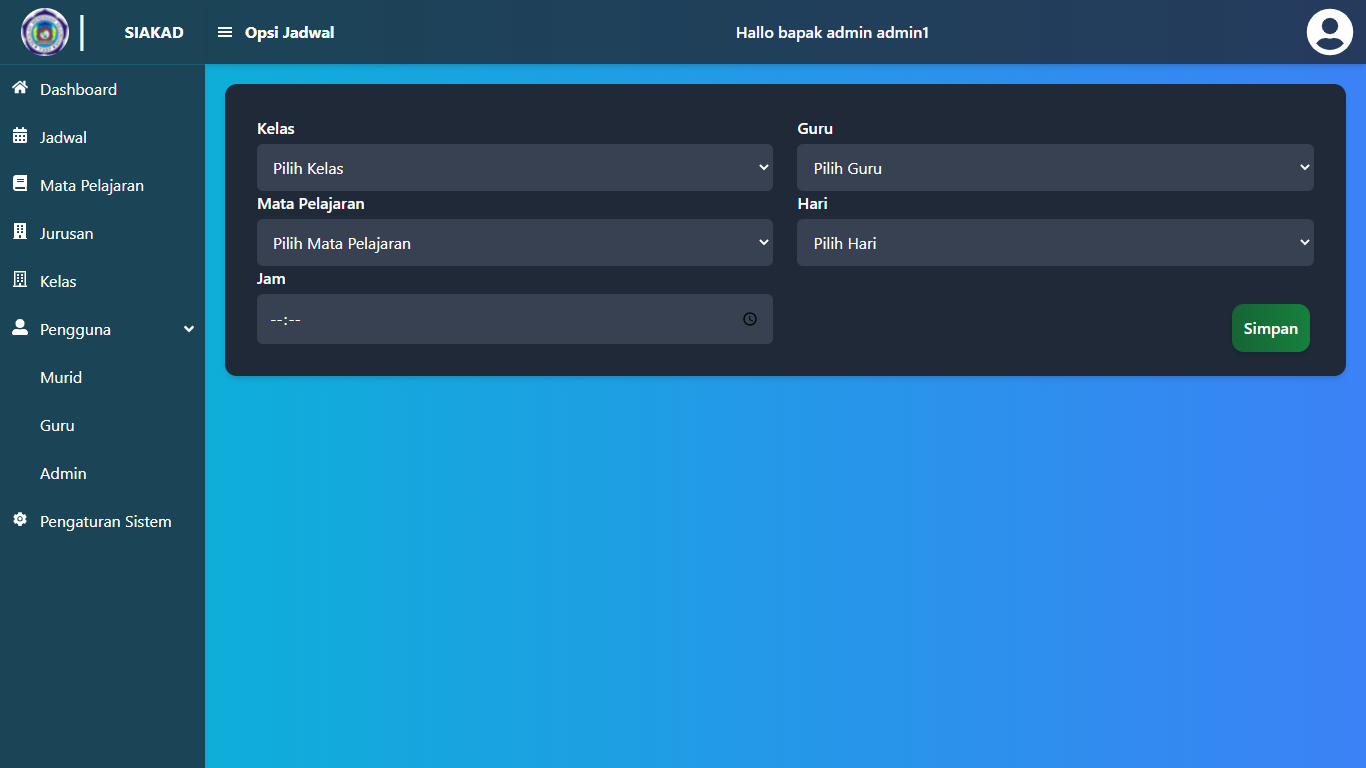 SIAKAD
Opsi Jadwal
Hallo bapak admin admin1
Dashboard
Jadwal
Mata Pelajaran
Jurusan
Kelas
Pengguna
Murid
Guru
Admin
Pengaturan Sistem
Kelas
Pilih Kelas
Guru
Pilih Guru
Mata Pelajaran
Pilih Mata Pelajaran
Hari
Pilih Hari
Jam
--:--
Simpan